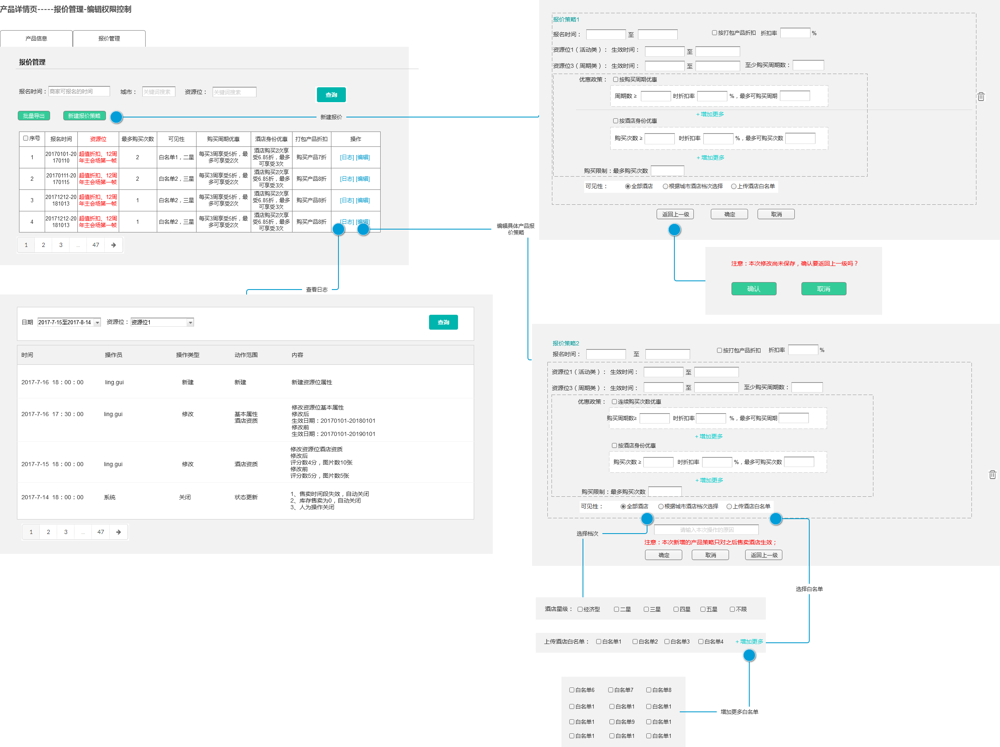 产品详情页-----报价管理-编辑权限控制
产品信息 报价管理
报价管理
报名时间： 商家可报名的时间 城市： 关键词搜索 资源位： 关键词搜索 查询
批量导出 新建报价策略 新建报价
序号 报名时间 资源位 最多购买次数 可见性 购买周期优惠 酒店身份优惠 打包产品折扣 操作
1 20170101-20170110 超值折扣、12周年主会场第一帧 2 白名单1，二星 每买3周享受5折，最多可享受2次 酒店购买2次享受6.85折，最多可享受3次 购买产品7折 [日志] [编辑]
2 20170111-20170115 超值折扣、12周年主会场第一帧 2 白名单2，三星 每买3周享受5折，最多可享受2次 酒店购买2次享受6.85折，最多可享受3次 购买产品8折 [日志] [编辑]
3 20171212-20181013 超值折扣、12周年主会场第一帧 1 白名单2，三星 每买3周享受5折，最多可享受2次 酒店购买2次享受6.85折，最多可享受3次 购买产品8折 [日志] [编辑]
4 20171212-20181013 超值折扣、12周年主会场第一帧 1 白名单2，三星 每买3周享受5折，最多可享受2次 酒店购买2次享受6.85折，最多可享受3次 购买产品8折 [日志] [编辑]
1 2 3 ... 47
编辑具体产品报
价策略
查看日志
日期 2017-7-15至2017-8-14 资源位： 资源位1 查询
时间 操作员 操作类型 动作范围 内容
2017-7-16 18：00：00 ling.gui 新建 新建 新建资源位属性
2017-7-16 17：30：00 ling.gui 修改 基本属性
酒店资质
修改资源位基本属性
修改后
生效日期：20170101-20180101
修改前
生效日期：20170101-20190101
2017-7-15 18：00：00 ling.gui 修改 酒店资质
修改资源位酒店资质
修改后
评分数4分，图片数10张
修改前
评分数5分，图片数5张
2017-7-14 18：00：00 系统 关闭 状态更新
1、售卖时间段失效，自动关闭
2、库存售卖为0，自动关闭
3、人为操作关闭
1 2 3 ... 47
报价策略1
报名时间： 至 按打包产品折扣 折扣率 %
资源位1（活动类）： 生效时间： 至
资源位3（周期类）： 生效时间： 至 至少购买周期数：
优惠政策： 按购买周期优惠
周期数 ≥ 时折扣率 %，最多可购买周期
+ 增加更多
按酒店身份优惠
购买次数 ≥ 时折扣率 %，最多可购买次数
+ 增加更多
购买限制：最多购买次数
可见性： 全部酒店 根据城市酒店档次选择 上传酒店白名单
返回上一级 确定 取消
注意：本次修改尚未保存，确认要返回上一级吗？
确认 取消
报价策略2
报名时间： 至 按打包产品折扣 折扣率 %
资源位1（活动类）： 生效时间： 至
资源位3（周期类）： 生效时间： 至 至少购买周期数：
优惠政策： 连续购买次数优惠
购买周期数≥ 时折扣率 %，最多可购买周期
+ 增加更多
按酒店身份优惠
购买次数 ≥ 时折扣率 %，最多可购买次数
+ 增加更多
购买限制：最多购买次数
可见性： 全部酒店 根据城市酒店档次选择 上传酒店白名单
请输入本次操作的原因
选择档次
注意：本次新增的产品策略只对之后售卖酒店生效；
确定 取消 返回上一级
选择白名单
酒店星级： 经济型 二星 三星 四星 五星 不限
上传酒店白名单： 白名单1 白名单2 白名单3 白名单4 + 增加更多
白名单6 白名单7 白名单8
白名单1 白名单1 白名单1
增加更多白名单
白名单1 白名单9 白名单1
白名单1 白名单1 白名单1